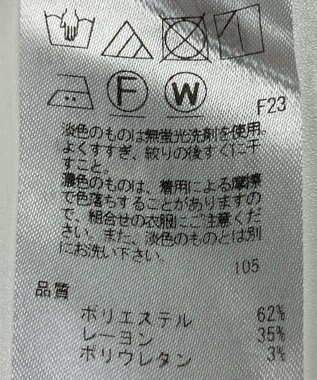 F
W
F23
淡色のものは無蛍光洗剤を使用、
よくすすぎ、絞りの後すぐに干
すこと。
濃色のものは、着用による摩擦
で色落ちすることがありますの
で、組合せの衣服にご注意くだ
さい。また、淡色のものとは別
にお洗い下さい。
105
品質
ポリエステル 62%
レーヨン 35%
ポリウレタン 3%